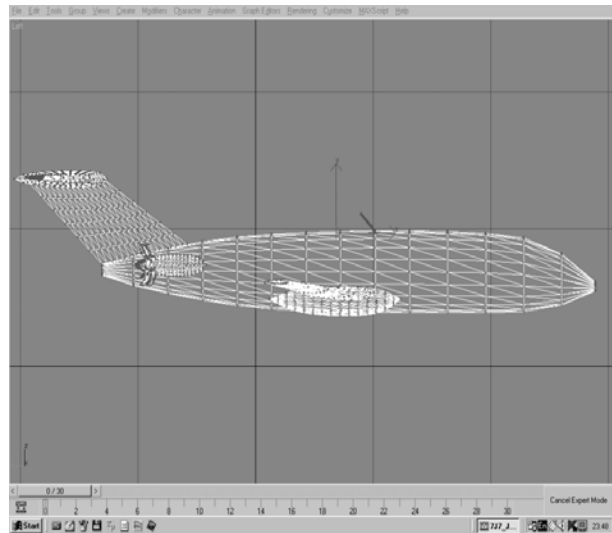 File Edit Tools Group Views Create Modifiers Character Animation Graph Editors Rendering Customize MAXScript Help
Left
z
0 / 30
0 2 4 6 8 10 12 14 16 18 20 22 24 26 28 30
Cancel Expert Mode
Start
En
23:48